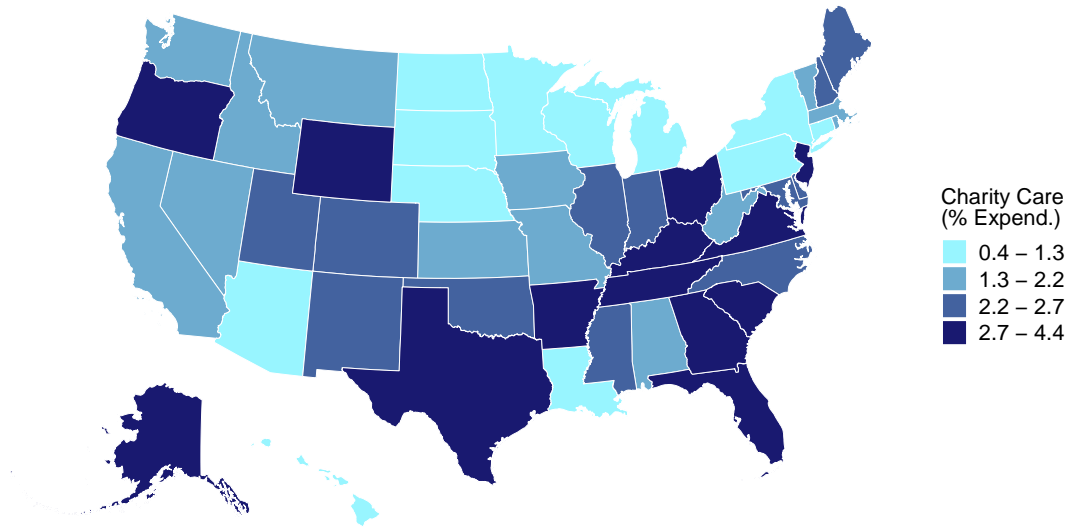 Charity Care
(% Expend.)
0.4 – 1.3
1.3 – 2.2
2.2 – 2.7
2.7 – 4.4